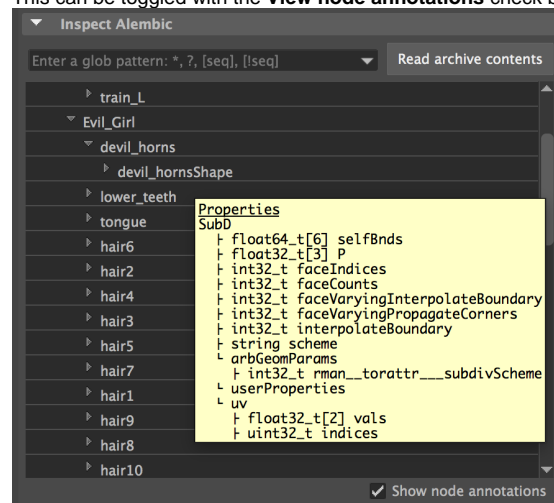 This can be toggled with the View node annotations check b
Inspect Alembic
Enter a glob pattern: *, ?, [seq], [!seq]
Read archive contents
train_L
Evil_Girl
devil_horns
devil_hornsShape
lower_teeth
tongue
hair6
hair2
hair4
hair3
hair5
hair7
hair1
hair9
hair8
hair10
Properties
SubD
├ float64_t[6] selfBnds
├ float32_t[3] P
├ int32_t faceIndices
├ int32_t faceCounts
├ int32_t faceVaryingInterpolateBoundary
├ int32_t faceVaryingPropagateCorners
├ int32_t interpolateBoundary
├ string scheme
└ arbGeomParams
├ int32_t rman__torattr___subdivScheme
└ userProperties
└ uv
├ float32_t[2] vals
├ uint32_t indices
Show node annotations